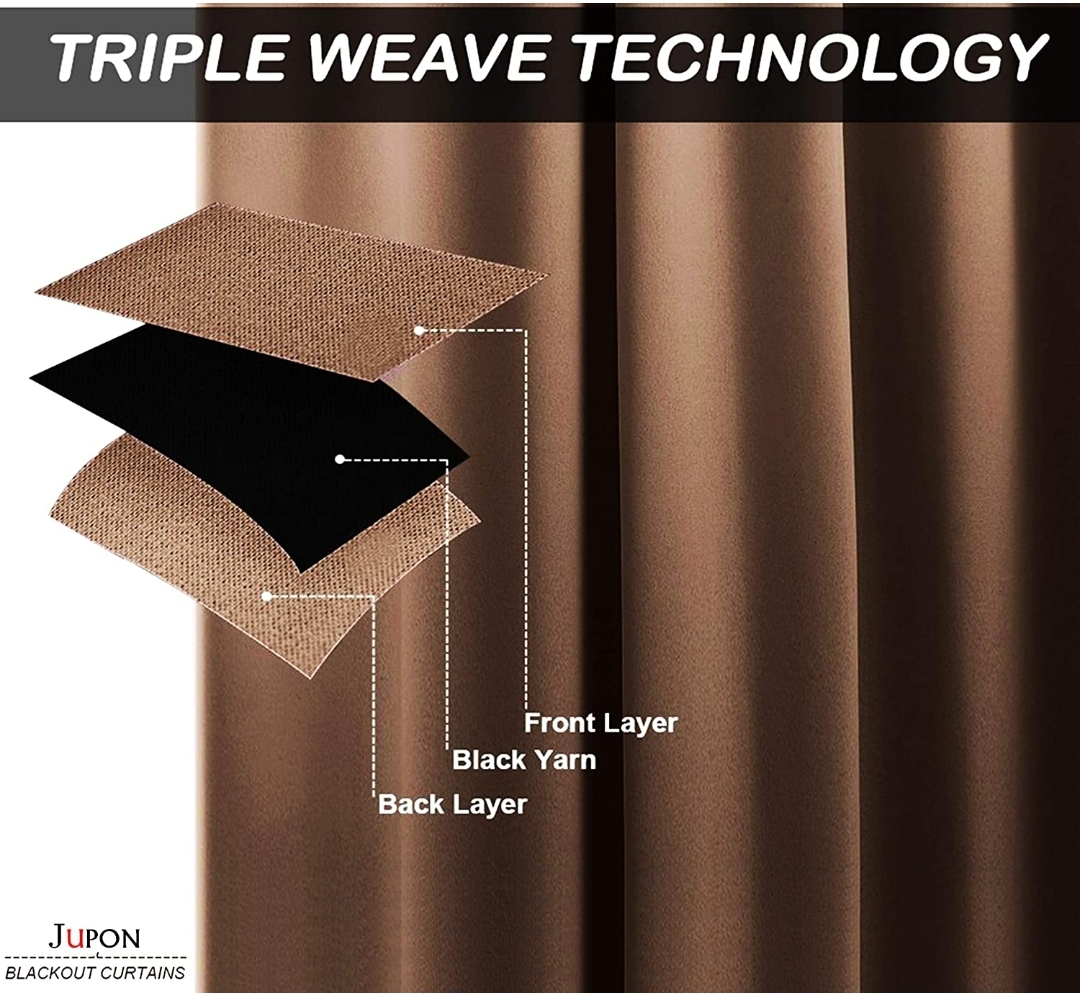 TRIPLE WEAVE TECHNOLOGY
Front Layer
Black Yarn
Back Layer
JuPON
BLACKOUT CURTAINS